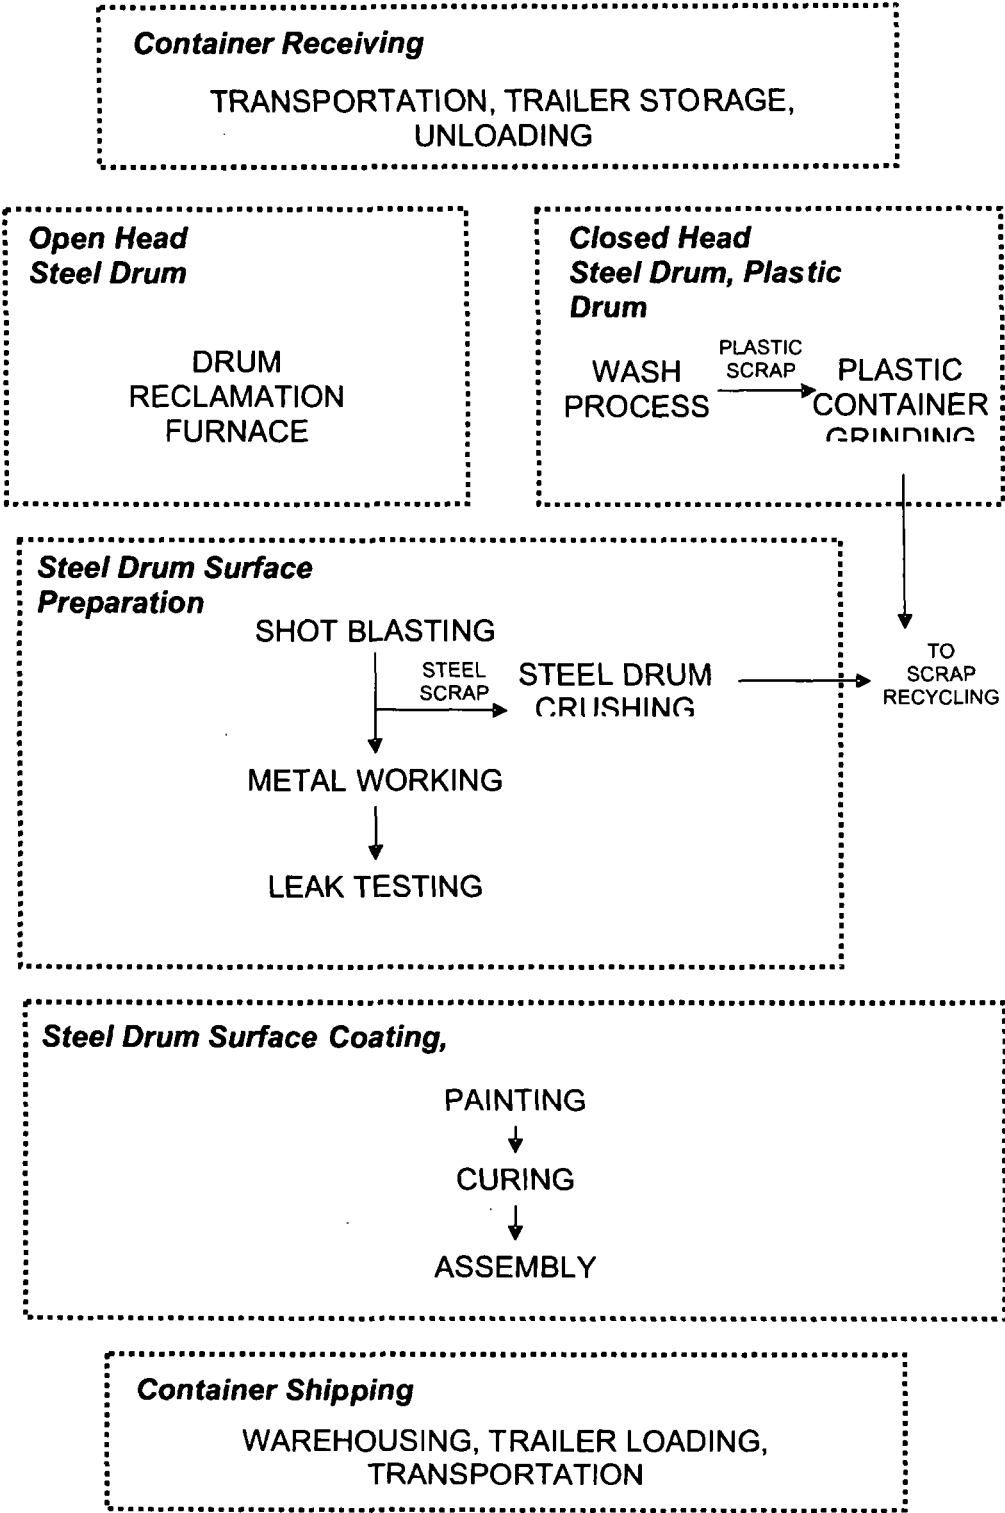 Container Receiving
TRANSPORTATION, TRAILER STORAGE,
UNLOADING
Open Head
Steel Drum
DRUM
RECLAMATION
FURNACE
Closed Head
Steel Drum, Plastic
Drum
WASH
PROCESS
PLASTIC
SCRAP
PLASTIC
CONTAINER
GRINDING
Steel Drum Surface
Preparation
SHOT BLASTING
STEEL
SCRAP
STEEL DRUM
CRUSHING
TO
SCRAP
RECYCLING
METAL WORKING
LEAK TESTING
Steel Drum Surface Coating,
PAINTING
CURING
ASSEMBLY
Container Shipping
WAREHOUSING, TRAILER LOADING,
TRANSPORTATION